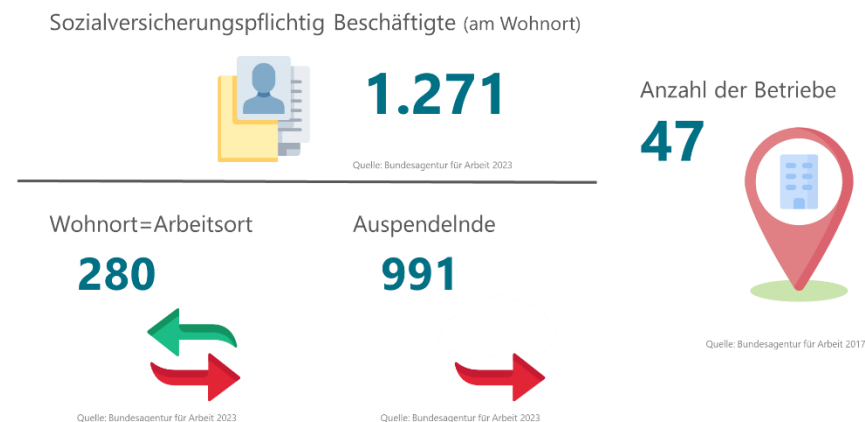 Sozialversicherungspflichtig Beschäftigte (am Wohnort)
1.271
Quelle: Bundesagentur für Arbeit 2023
Wohnort=Arbeitsort
280
Quelle: Bundesagentur für Arbeit 2023
Auspendelnde
991
Quelle: Bundesagentur für Arbeit 2023
Anzahl der Betriebe
47
Quelle: Bundesagentur für Arbeit 2017